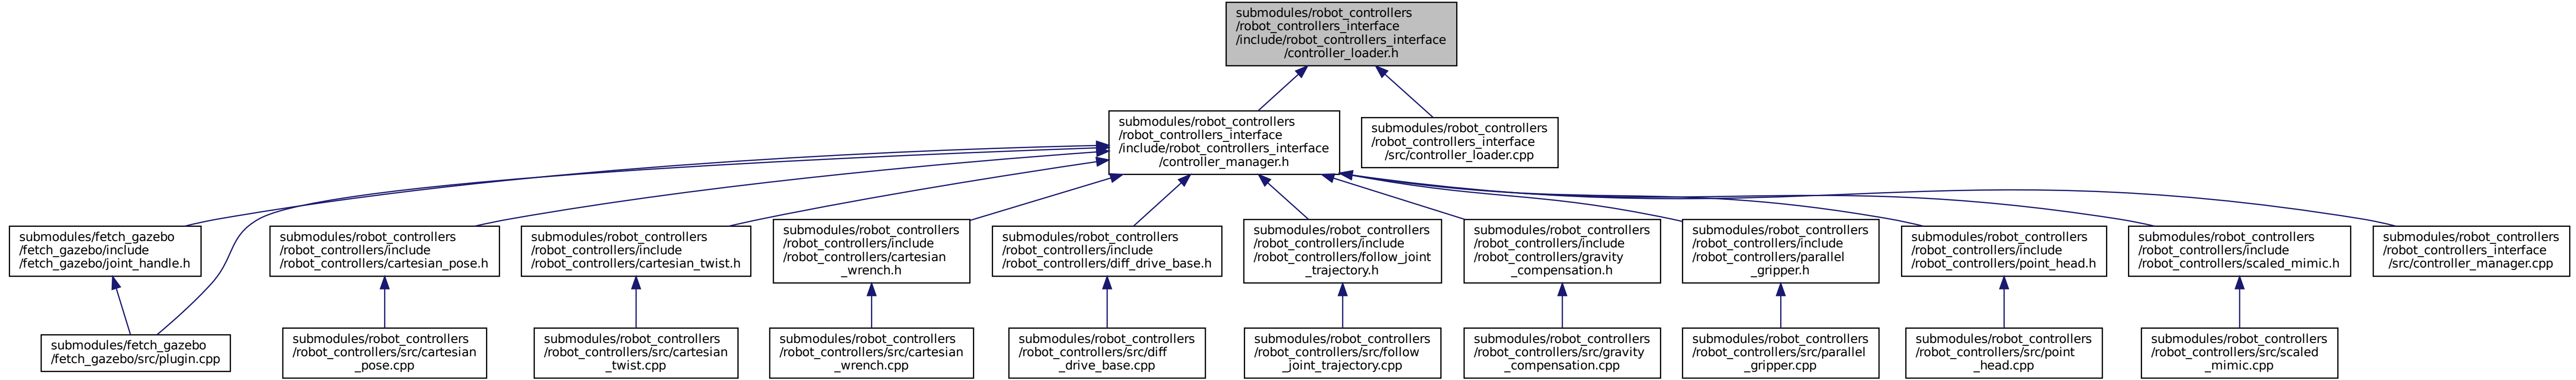 submodules/robot_controllers
/robot_controllers_interface
/include/robot_controllers_interface
/controller_loader.h
submodules/robot_controllers
/robot_controllers_interface
/include/robot_controllers_interface
/controller_manager.h
submodules/robot_controllers
/robot_controllers_interface
/src/controller_loader.cpp
submodules/fetch_gazebo
/fetch_gazebo/include
/fetch_gazebo/joint_handle.h
submodules/robot_controllers
/robot_controllers/include
/robot_controllers/cartesian_pose.h
submodules/robot_controllers
/robot_controllers/include
/robot_controllers/cartesian_twist.h
submodules/robot_controllers
/robot_controllers/include
/robot_controllers/cartesian
_wrench.h
submodules/robot_controllers
/robot_controllers/include
/robot_controllers/diff_drive_base.h
submodules/robot_controllers
/robot_controllers/include
/robot_controllers/follow_joint
_trajectory.h
submodules/robot_controllers
/robot_controllers/include
/robot_controllers/gravity
_compensation.h
submodules/robot_controllers
/robot_controllers/include
/robot_controllers/parallel
_gripper.h
submodules/robot_controllers
/robot_controllers/include
/robot_controllers/point_head.h
submodules/robot_controllers
/robot_controllers/include
/robot_controllers/scaled_mimic.h
submodules/robot_controllers
/robot_controllers_interface
/src/controller_manager.cpp
submodules/fetch_gazebo
/fetch_gazebo/src/plugin.cpp
submodules/robot_controllers
/robot_controllers/src/cartesian
_pose.cpp
submodules/robot_controllers
/robot_controllers/src/cartesian
_twist.cpp
submodules/robot_controllers
/robot_controllers/src/cartesian
_wrench.cpp
submodules/robot_controllers
/robot_controllers/src/diff
_drive_base.cpp
submodules/robot_controllers
/robot_controllers/src/follow
_joint_trajectory.cpp
submodules/robot_controllers
/robot_controllers/src/gravity
_compensation.cpp
submodules/robot_controllers
/robot_controllers/src/parallel
_gripper.cpp
submodules/robot_controllers
/robot_controllers/src/point
_head.cpp
submodules/robot_controllers
/robot_controllers/src/scaled
_mimic.cpp